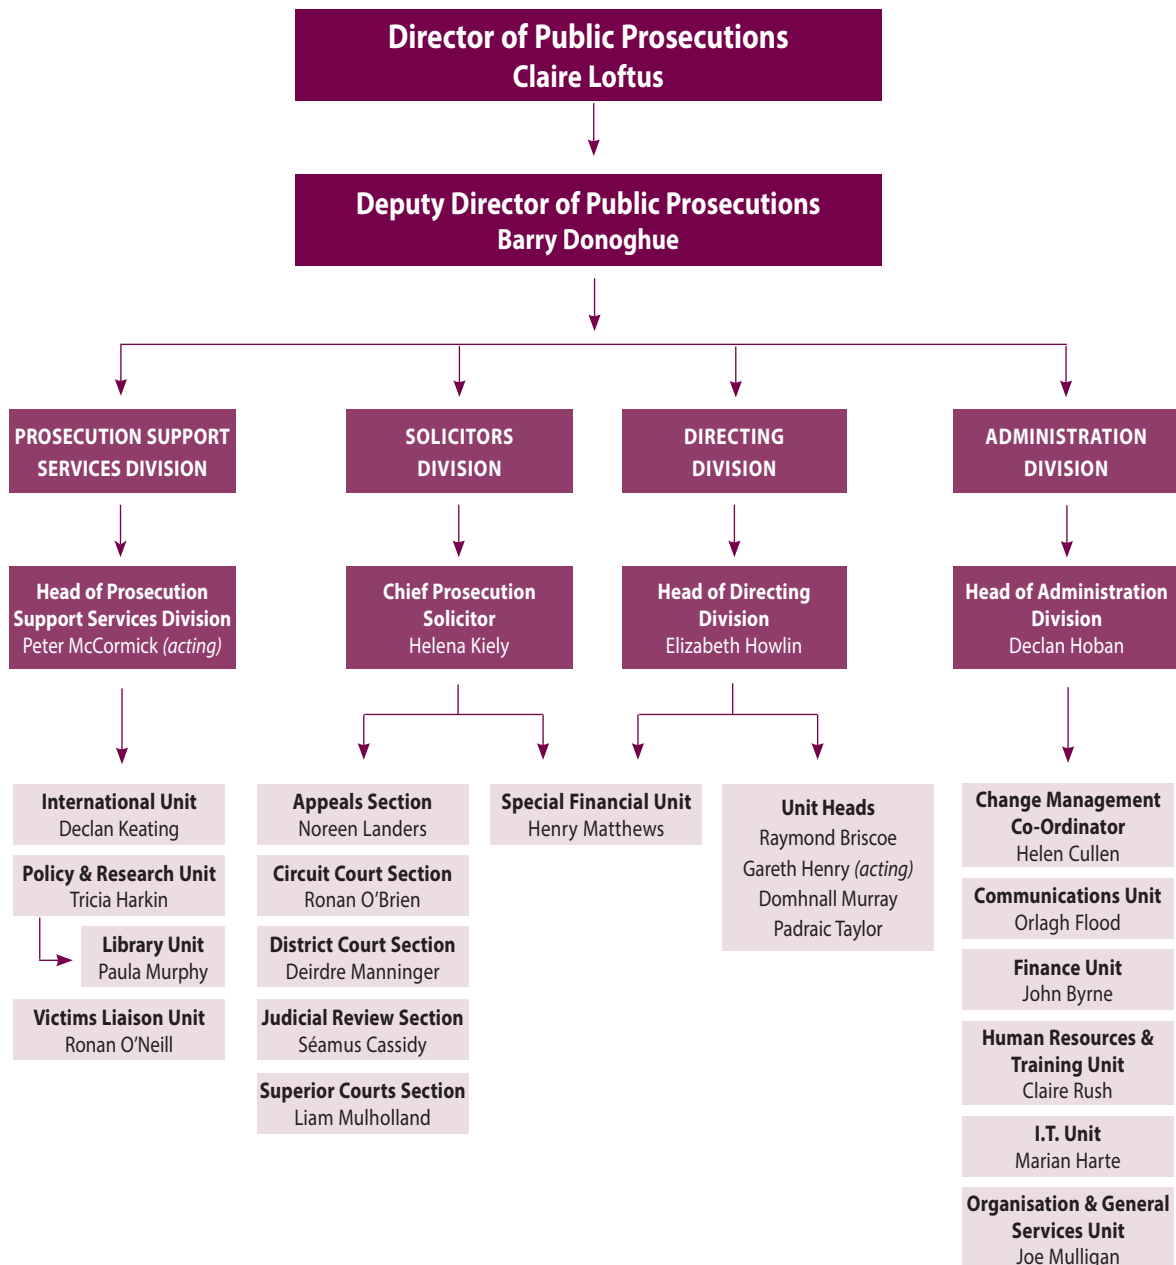 Director of Public Prosecutions
Claire Loftus
Deputy Director of Public Prosecutions
Barry Donoghue
PROSECUTION SUPPORT
SERVICES DIVISION
SOLICITORS
DIVISION
DIRECTING
DIVISION
ADMINISTRATION
DIVISION
Head of Prosecution
Support Services Division
Peter McCormick (acting)
Chief Prosecution
Solicitor
Helena Kiely
Head of Directing
Division
Elizabeth Howlin
Head of Administration
Division
Declan Hoban
International Unit
Declan Keating
Policy & Research Unit
Tricia Harkin
Library Unit
Paula Murphy
Victims Liaison Unit
Ronan O’Neill
Appeals Section
Noreen Landers
Circuit Court Section
Ronan O’Brien
District Court Section
Deirdre Manninger
Judicial Review Section
Séamus Cassidy
Superior Courts Section
Liam Mulholland
Special Financial Unit
Henry Matthews
Unit Heads
Raymond Briscoe
Gareth Henry (acting)
Domhnall Murray
Padraic Taylor
Change Management
Co-Ordinator
Helen Cullen
Communications Unit
Orlagh Flood
Finance Unit
John Byrne
Human Resources &
Training Unit
Claire Rush
I.T. Unit
Marian Harte
Organisation & General
Services Unit
Joe Mulligan